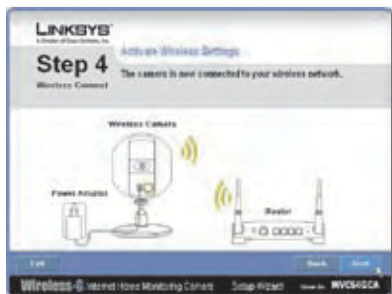 LINKSYS
A Division of Cisco Systems, Inc.
Activate Wireless Settings
Step 4
Wireless Connect
The camera is now connected to your wireless network.
Wireless Camera
Power Adapter
Router
Exit
Back
Next
Wireless-G Internet Home Monitoring Camera Setup Wizard Model No. WVC54GCA